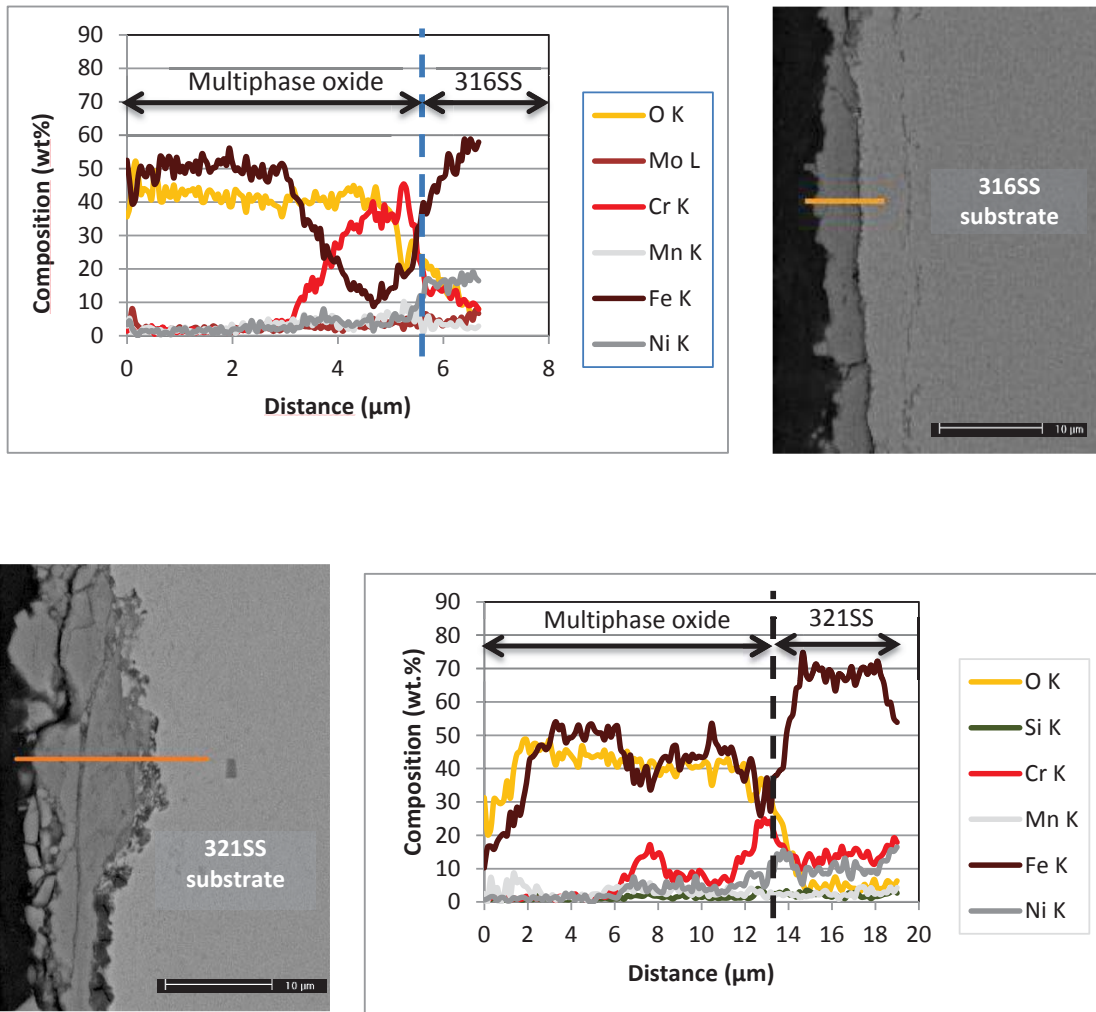 90
80
70
60
50
40
30
20
10
0
Composition (wt%)
Multiphase oxide
316SS
0
2
4
6
8
Distance (µm)
O K
Mo L
Cr K
Mn K
Fe K
Ni K
316SS
substrate
10 µm
321SS
substrate
10 µm
90
80
70
60
50
40
30
20
10
0
Composition (wt.%)
Multiphase oxide
321SS
0
2
4
6
8
10
12
14
16
18
20
Distance (µm)
O K
Si K
Cr K
Mn K
Fe K
Ni K